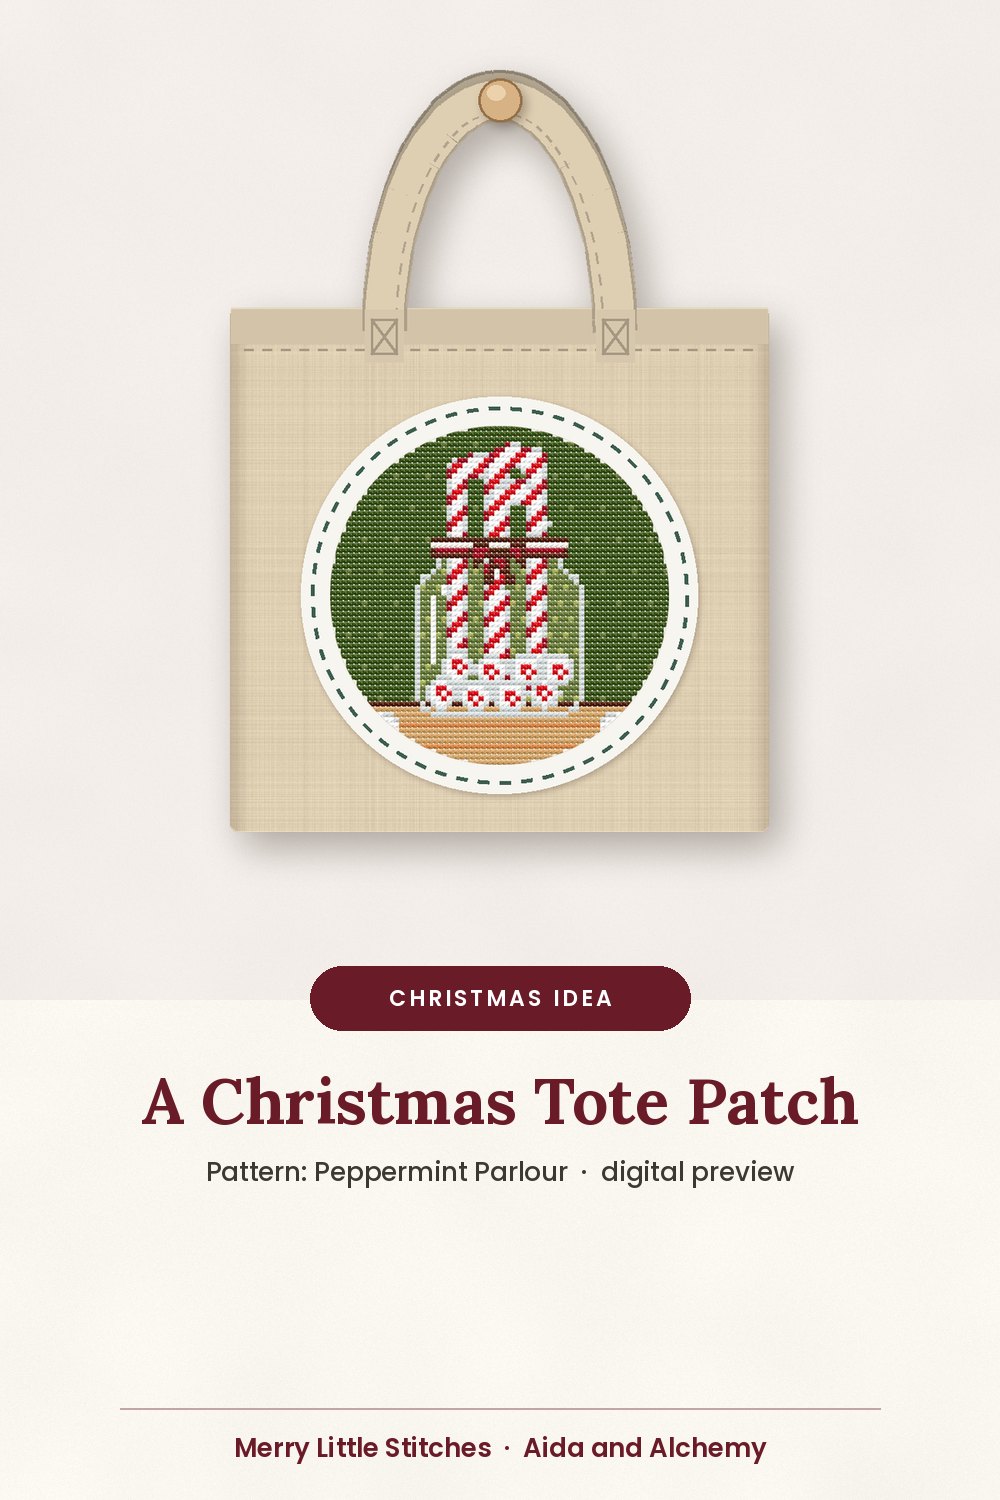 CHRISTMAS IDEA
A Christmas Tote Patch
Pattern: Peppermint Parlour · digital preview
Merry Little Stitches · Aida and Alchemy